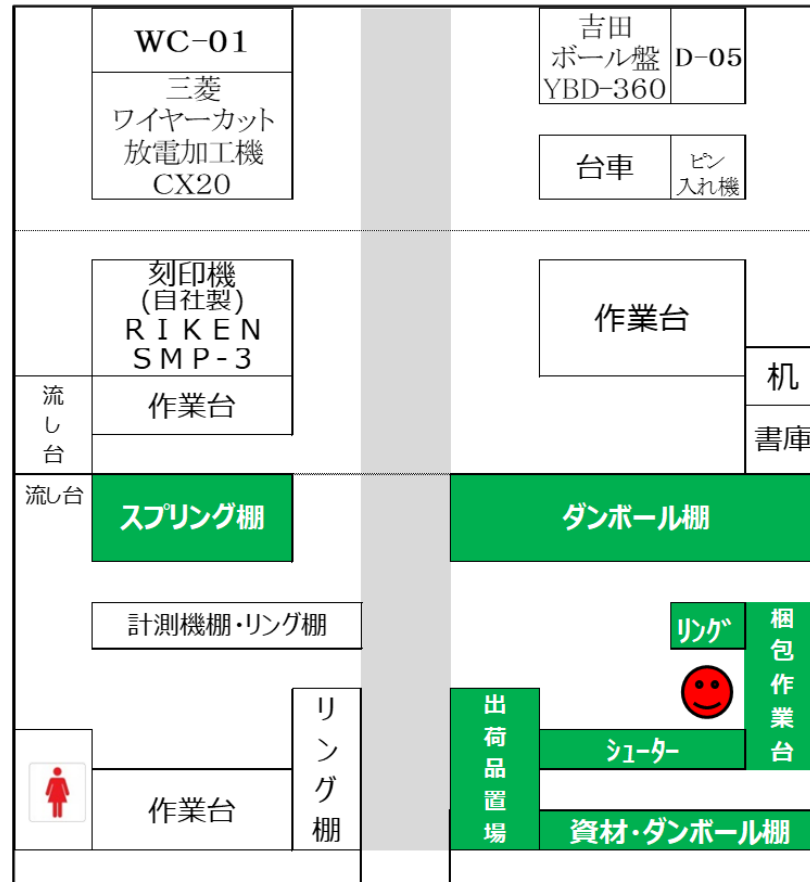 WC-01
三菱
ワイヤーカット
放電加工機
CX20
吉田
ボール盤
YBD-360
D-05
台車
ピン
入れ機
刻印機
(自社製)
ＲＩＫＥＮ
ＳＭＰ-３
作業台
作業台
机
書庫
流
し
台
流し台
スプリング棚
ダンボール棚
計測機棚・リング棚
リング
梱
包
作
業
台
リ
ン
グ
棚
出
荷
品
置
場
シューター
作業台
資材・ダンボール棚